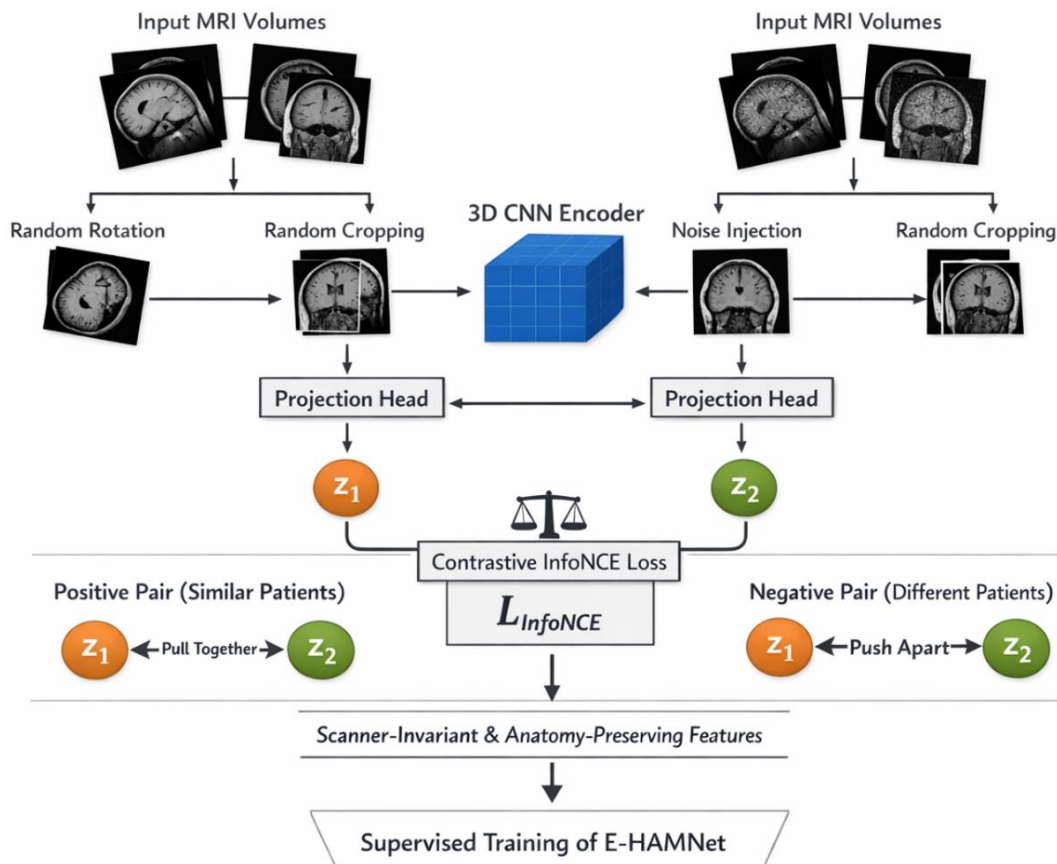 Input MRI Volumes
Input MRI Volumes
Random Rotation
Random Cropping
3D CNN Encoder
Noise Injection
Random Cropping
Projection Head
Projection Head
z1
z2
Contrastive InfoNCE Loss
LInfoNCE
Positive Pair (Similar Patients)
z1 Pull Together z2
Negative Pair (Different Patients)
z1 Push Apart z2
Scanner-Invariant & Anatomy-Preserving Features
Supervised Training of E-HAMNet